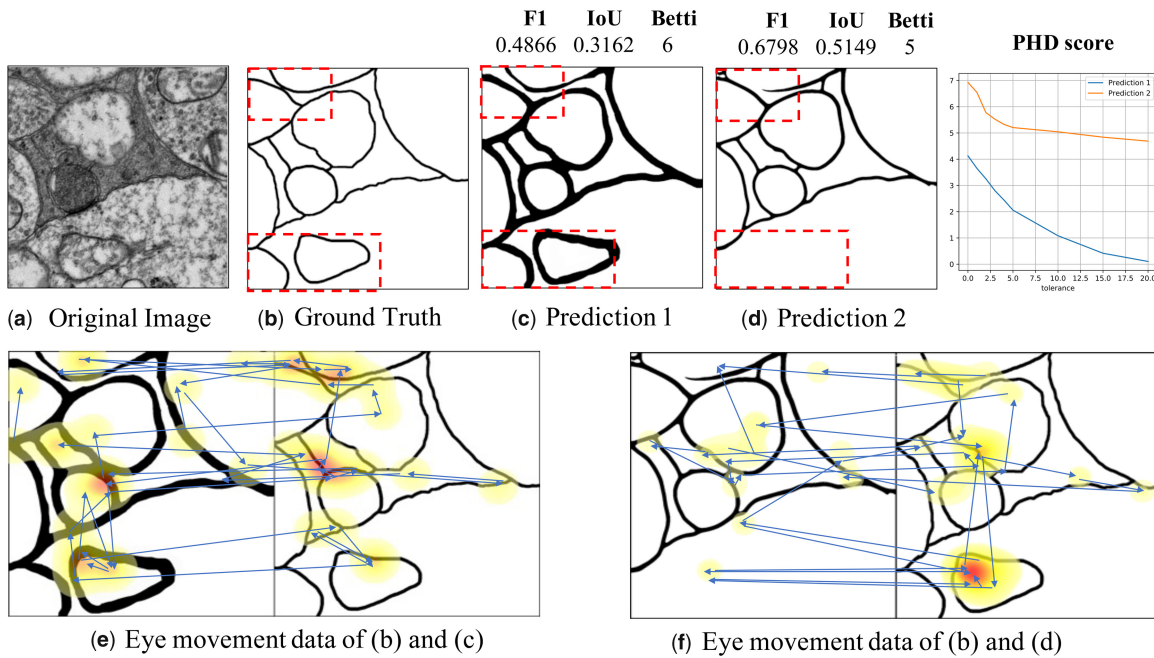 F1 IoU Betti
0.4866 0.3162 6
F1 IoU Betti
0.6798 0.5149 5
PHD score
Prediction 1
Prediction 2
7
6
5
4
3
2
1
0
0.0 2.5 5.0 7.5 10.0 12.5 15.0 17.5 20.0
tolerance
(a) Original Image
(b) Ground Truth
(c) Prediction 1
(d) Prediction 2
(e) Eye movement data of (b) and (c)
(f) Eye movement data of (b) and (d)